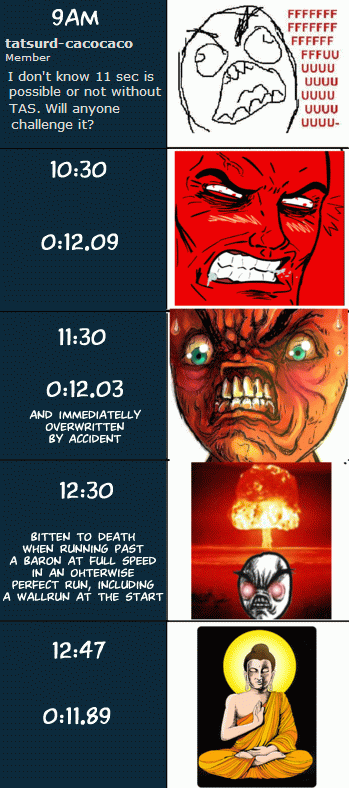 9AM
tatsurd-cacocaco
Member
I don't know 11 sec is
possible or not without
TAS. Will anyone
challenge it?
FFFFFFF
FFFFFFF
FFFFFF
FFFUU
UUUU
UUUU
UUUU
UUUU
UUUU-
10:30
0:12.09
11:30
0:12.03
AND IMMEDIATELLY
OVERWRITTEN
BY ACCIDENT
12:30
BITTEN TO DEATH
WHEN RUNNING PAST
A BARON AT FULL SPEED
IN AN OHTERWISE
PERFECT RUN, INCLUDING
A WALLRUN AT THE START
12:47
0:11.89